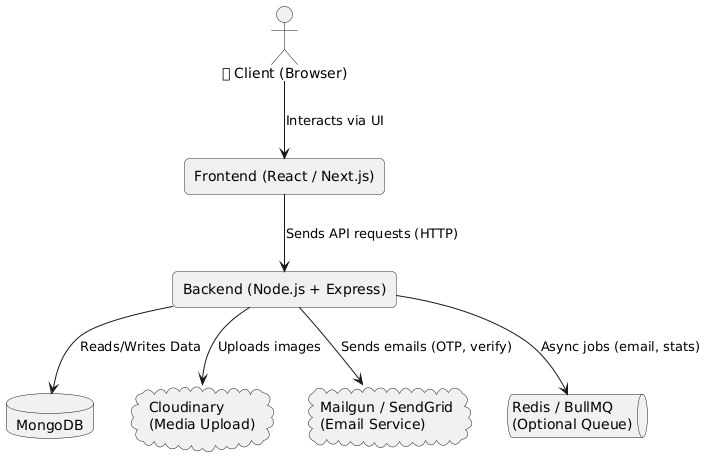 Client (Browser)
Interacts via UI
Frontend (React / Next.js)
Sends API requests (HTTP)
Backend (Node.js + Express)
Reads/Writes Data
Uploads images
Sends emails (OTP, verify)
Async jobs (email, stats)
MongoDB
Cloudinary
(Media Upload)
Mailgun / SendGrid
(Email Service)
Redis / BullMQ
(Optional Queue)